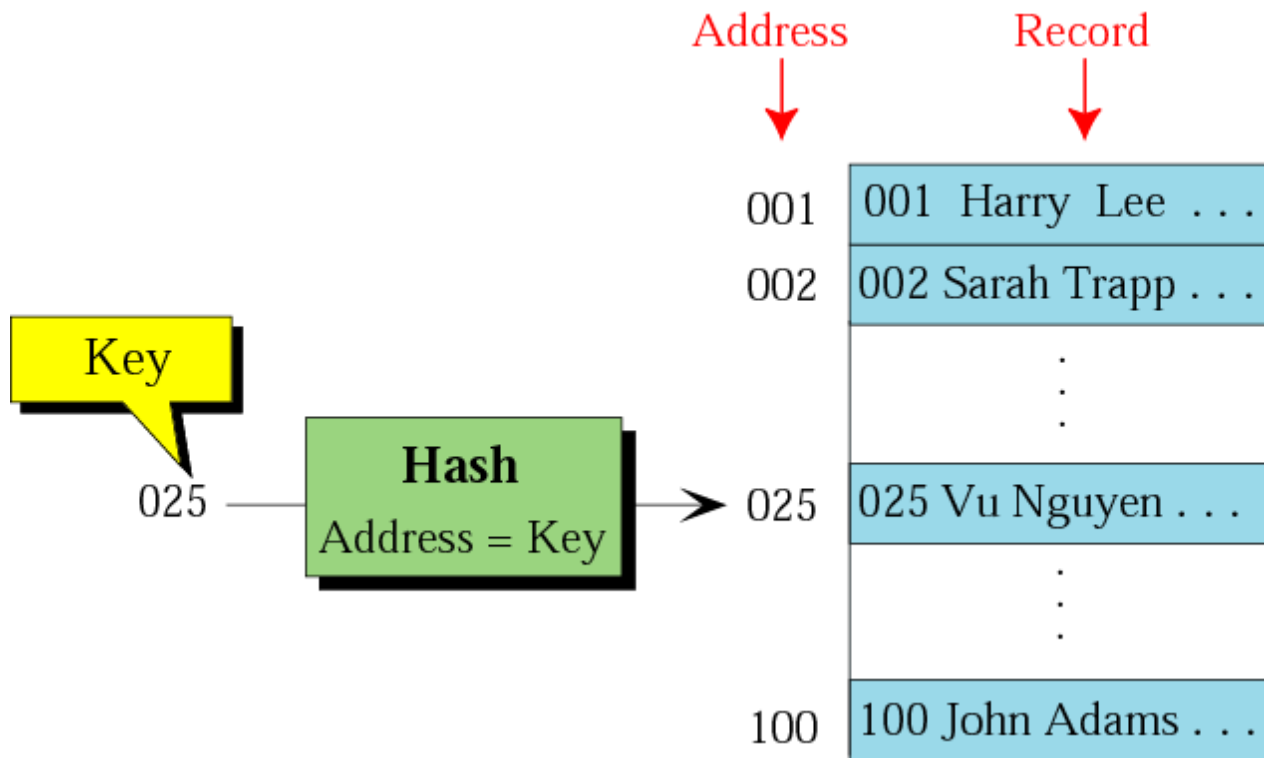 Address Record
001 001 Harry Lee . . .
002 002 Sarah Trapp . . .
.
.
.
Key
Hash
025 Address = Key 025 025 Vu Nguyen . . .
.
.
.
100 100 John Adams . . .